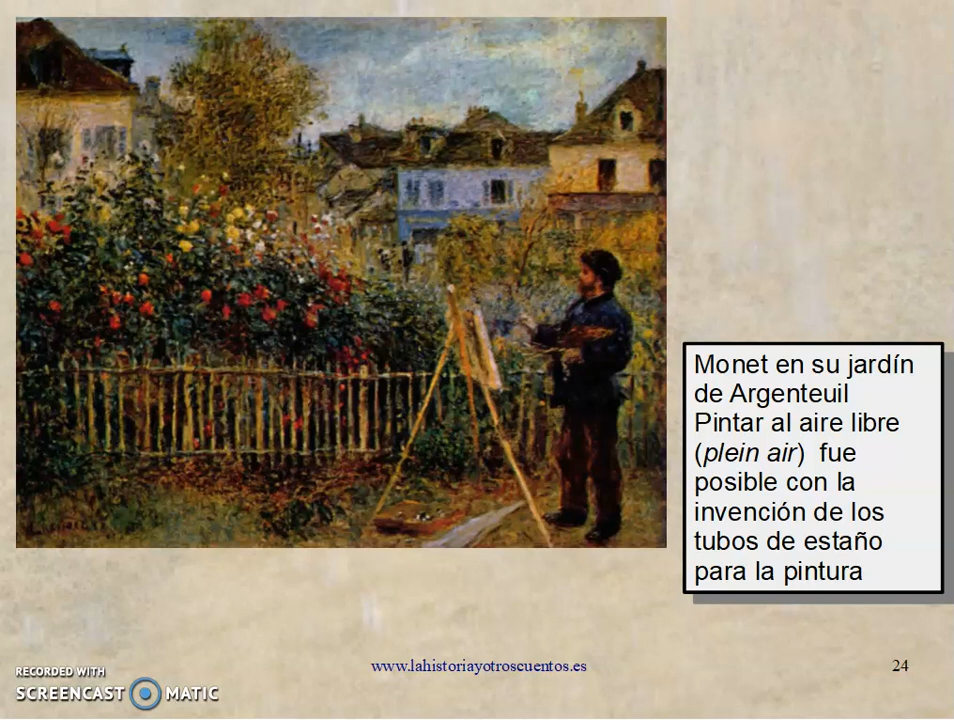 Monet en su jardín
de Argenteuil
Pintar al aire libre
(plein air) fue
posible con la
invención de los
tubos de estaño
para la pintura
www.lahistoriayotroscuentos.es
24
RECORDED WITH
SCREENCAST MATIC